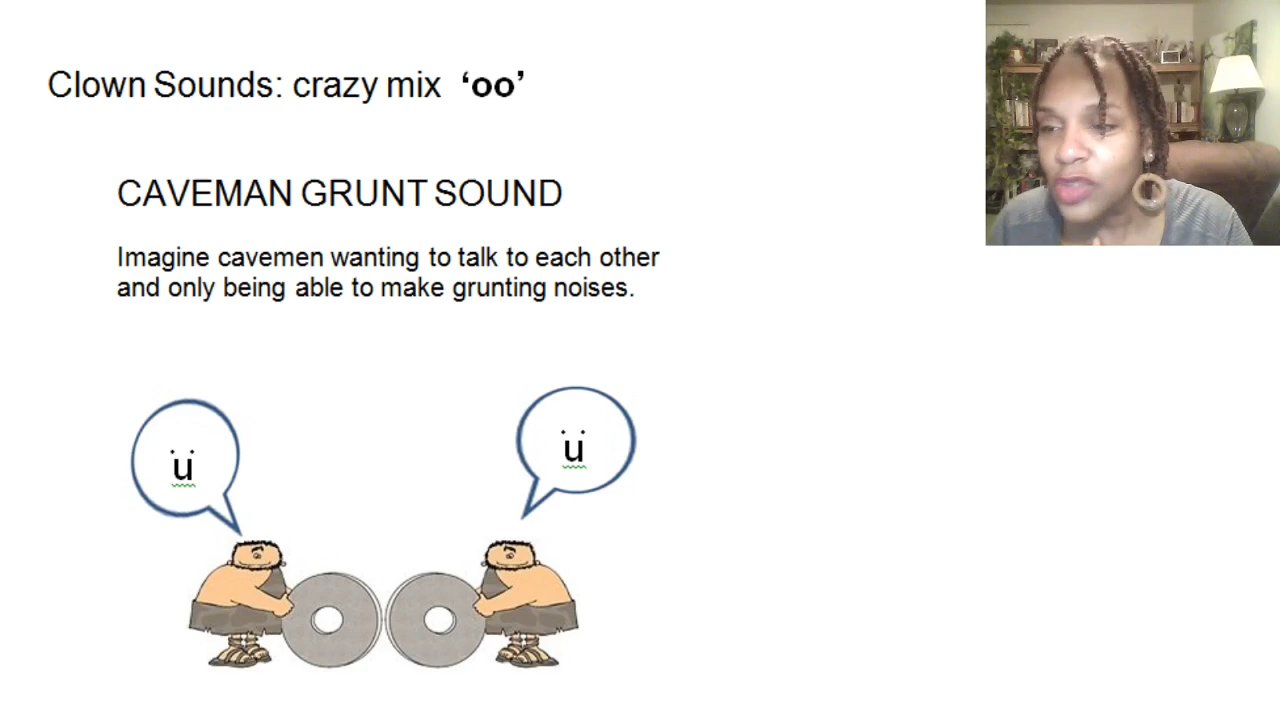 Clown Sounds: crazy mix ‘oo’
CAVEMAN GRUNT SOUND
Imagine cavemen wanting to talk to each other
and only being able to make grunting noises.
ü
ü